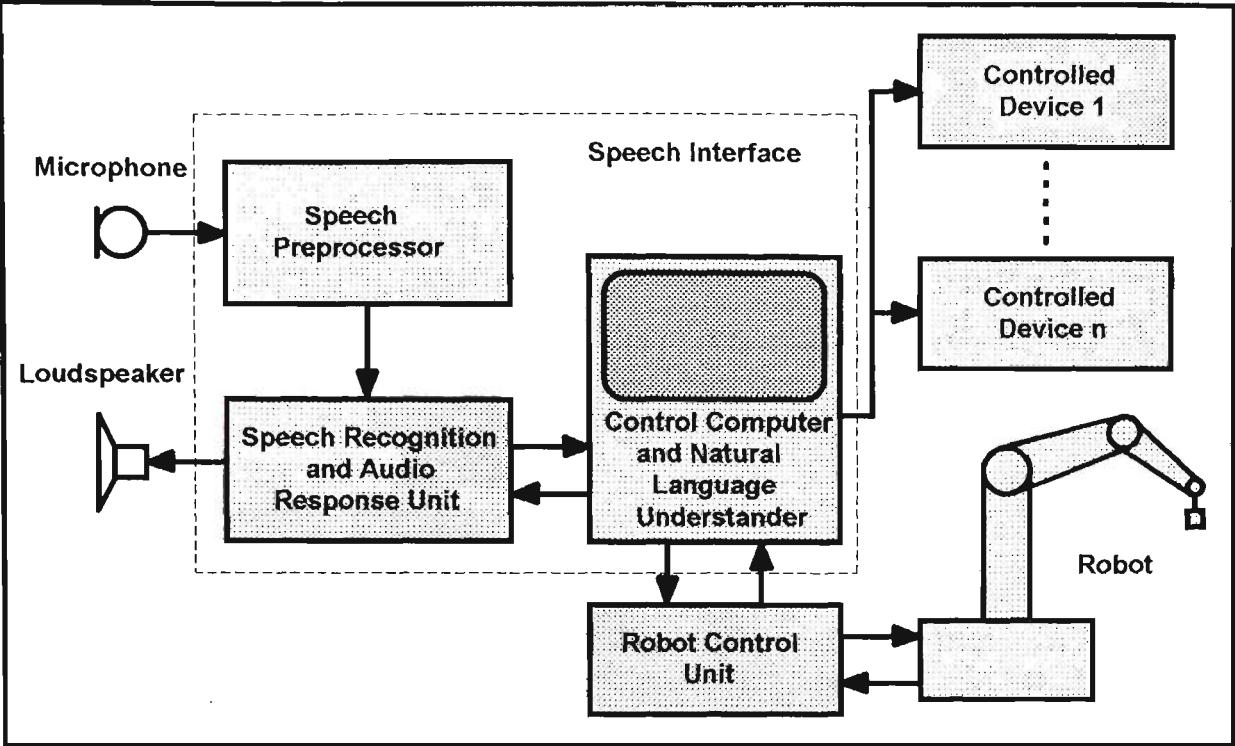 Controlled
Device 1
Speech Interface
Microphone
Speech
Preprocessor
Controlled
Device n
Loudspeaker
Speech Recognition
and Audio
Response Unit
Control Computer
and Natural
Language
Understander
Robot
Robot Control
Unit